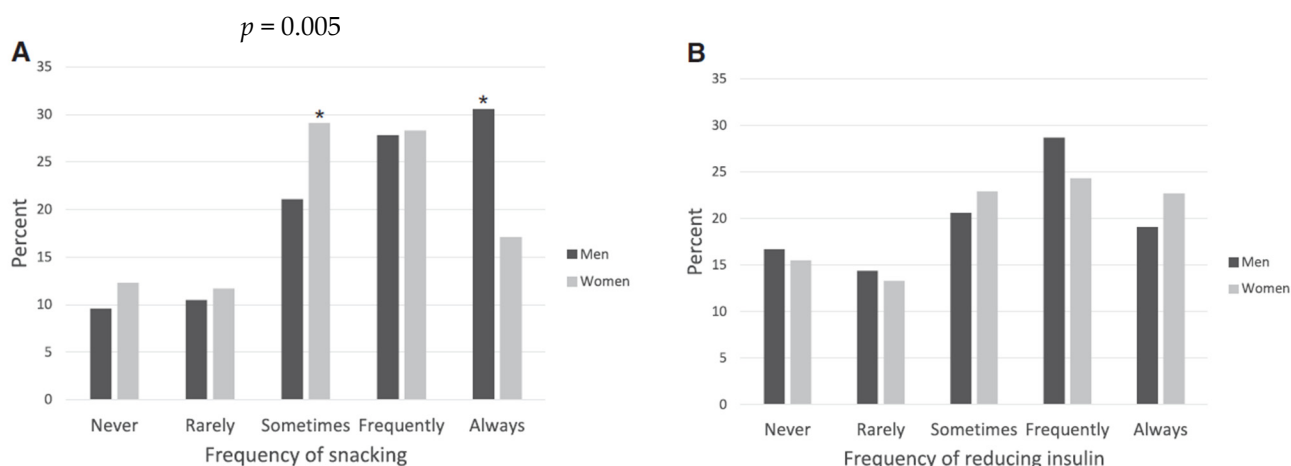 p = 0.005
A
35
30
25
20
15
10
5
0
Percent
*
*
Never Rarely Sometimes Frequently Always
Frequency of snacking
Men
Women
B
35
30
25
20
15
10
5
0
Percent
Never Rarely Sometimes Frequently Always
Frequency of reducing insulin
Men
Women